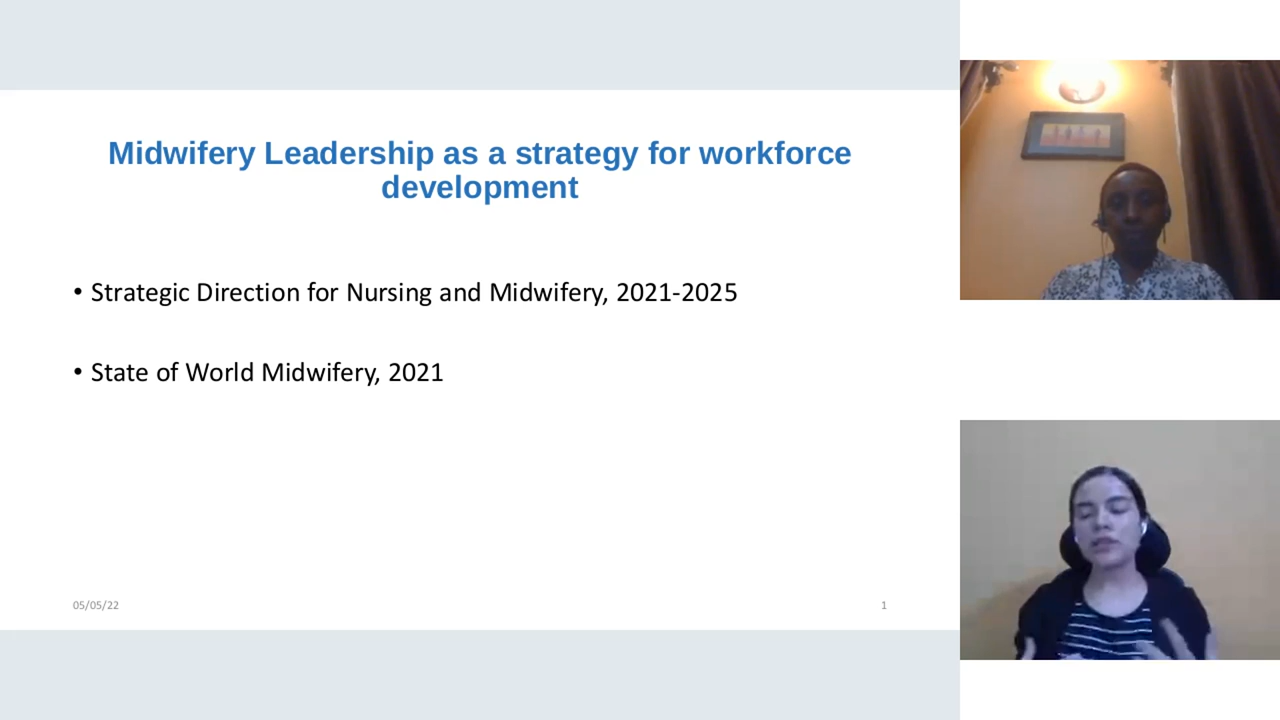 Midwifery Leadership as a strategy for workforce
development
• Strategic Direction for Nursing and Midwifery, 2021-2025
• State of World Midwifery, 2021
05/05/22
1